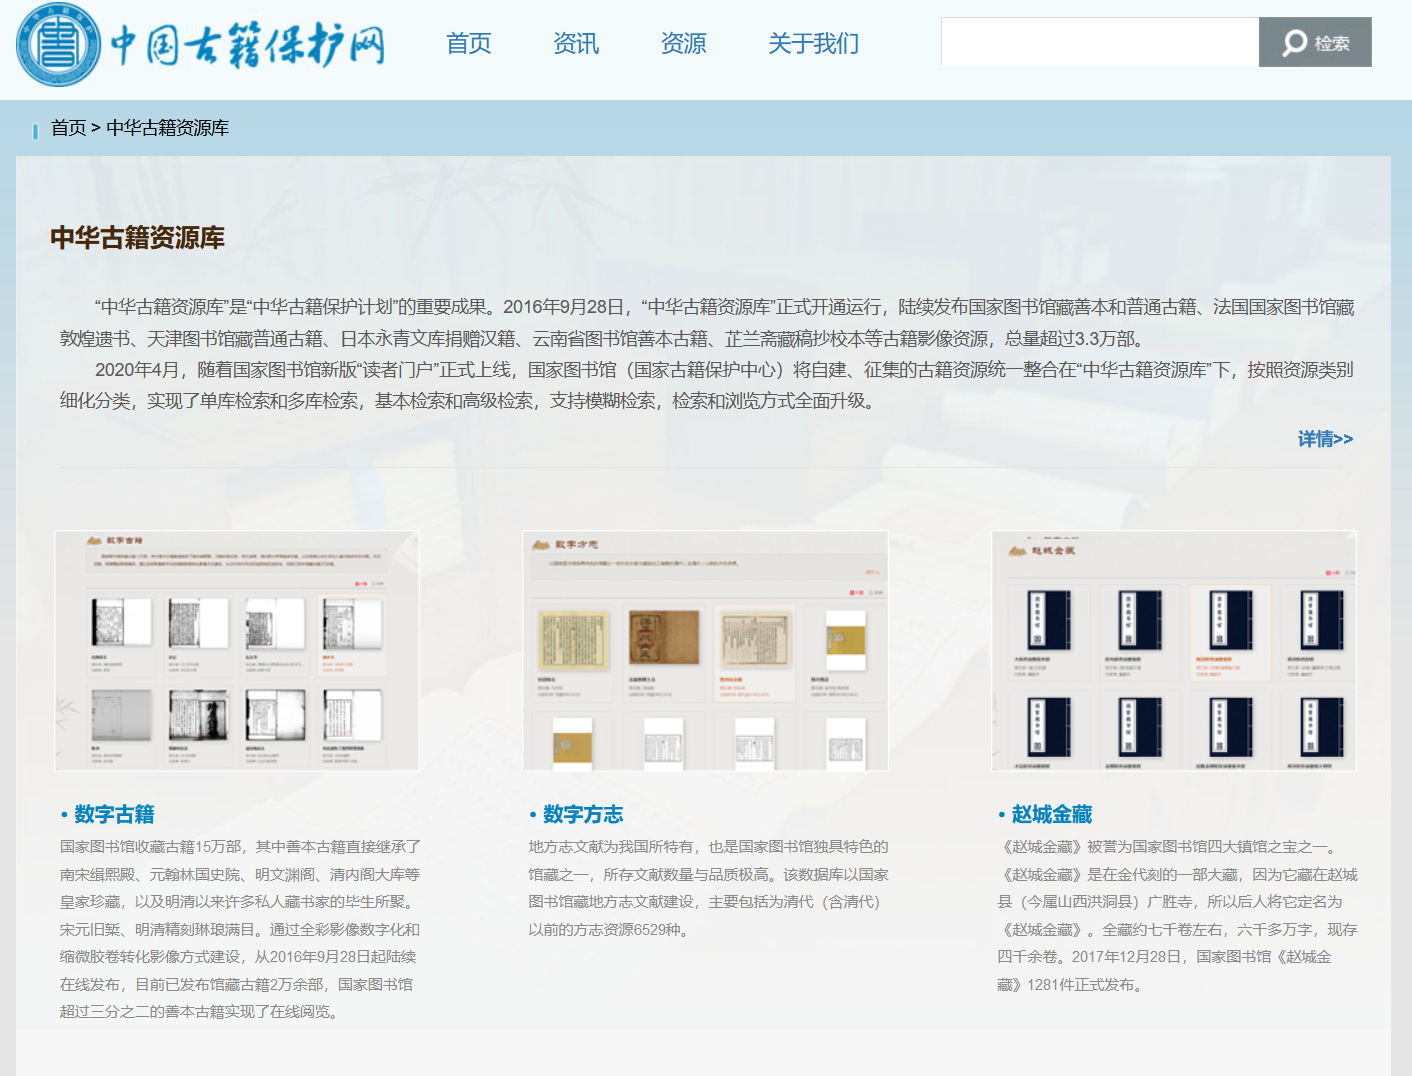 中国古籍保护网
首页 资讯 资源 关于我们
检索
首页 > 中华古籍资源库
中华古籍资源库
“中华古籍资源库”是“中华古籍保护计划”的重要成果。2016年9月28日，“中华古籍资源库”正式开通运行，陆续发布国家图书馆藏善本和普通古籍、法国国家图书馆藏
敦煌遗书、天津图书馆藏普通古籍、日本永青文库捐赠汉籍、云南省图书馆善本古籍、芷兰斋藏稿抄校本等古籍影像资源，总量超过3.3万部。
2020年4月，随着国家图书馆新版“读者门户”正式上线，国家图书馆（国家古籍保护中心）将自建、征集的古籍资源统一整合在“中华古籍资源库”下，按照资源类别
细化分类，实现了单库检索和多库检索，基本检索和高级检索，支持模糊检索，检索和浏览方式全面升级。
详情>>
数字古籍
数字方志
赵城金藏
• 数字古籍
国家图书馆收藏古籍15万部，其中善本古籍直接继承了
南宋缉熙殿、元翰林国史院、明文渊阁、清内阁大库等
皇家珍藏，以及明清以来许多私人藏书家的毕生所聚。
宋元旧椠、明清精刻琳琅满目。通过全彩影像数字化和
缩微胶卷转化影像方式建设，从2016年9月28日起陆续
在线发布，目前已发布馆藏古籍2万余部，国家图书馆
超过三分之二的善本古籍实现了在线阅览。
• 数字方志
地方志文献为我国所特有，也是国家图书馆独具特色的
馆藏之一，所存文献数量与品质极高。该数据库以国家
图书馆藏地方志文献建设，主要包括为清代（含清代）
以前的方志资源6529种。
• 赵城金藏
《赵城金藏》被誉为国家图书馆四大镇馆之宝之一。
《赵城金藏》是在金代刻的一部大藏，因为它藏在赵城
县（今属山西洪洞县）广胜寺，所以后人将它定名为
《赵城金藏》。全藏约七千卷左右，六千多万字，现存
四千余卷。2017年12月28日，国家图书馆《赵城金
藏》1281件正式发布。